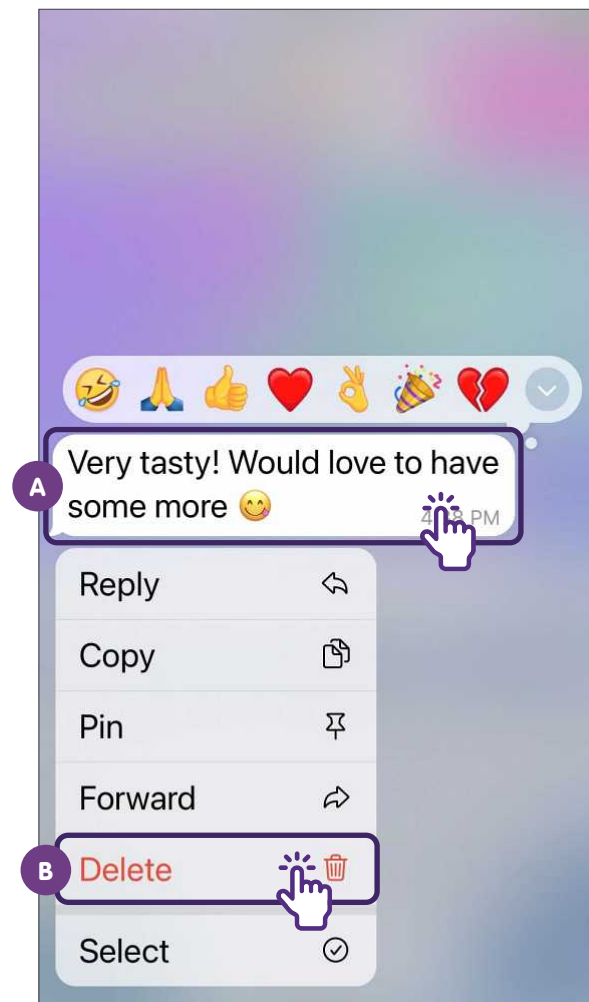 A
Very tasty! Would love to have
some more 😋
PM
Reply
Copy
Pin
Forward
B
Delete
Select